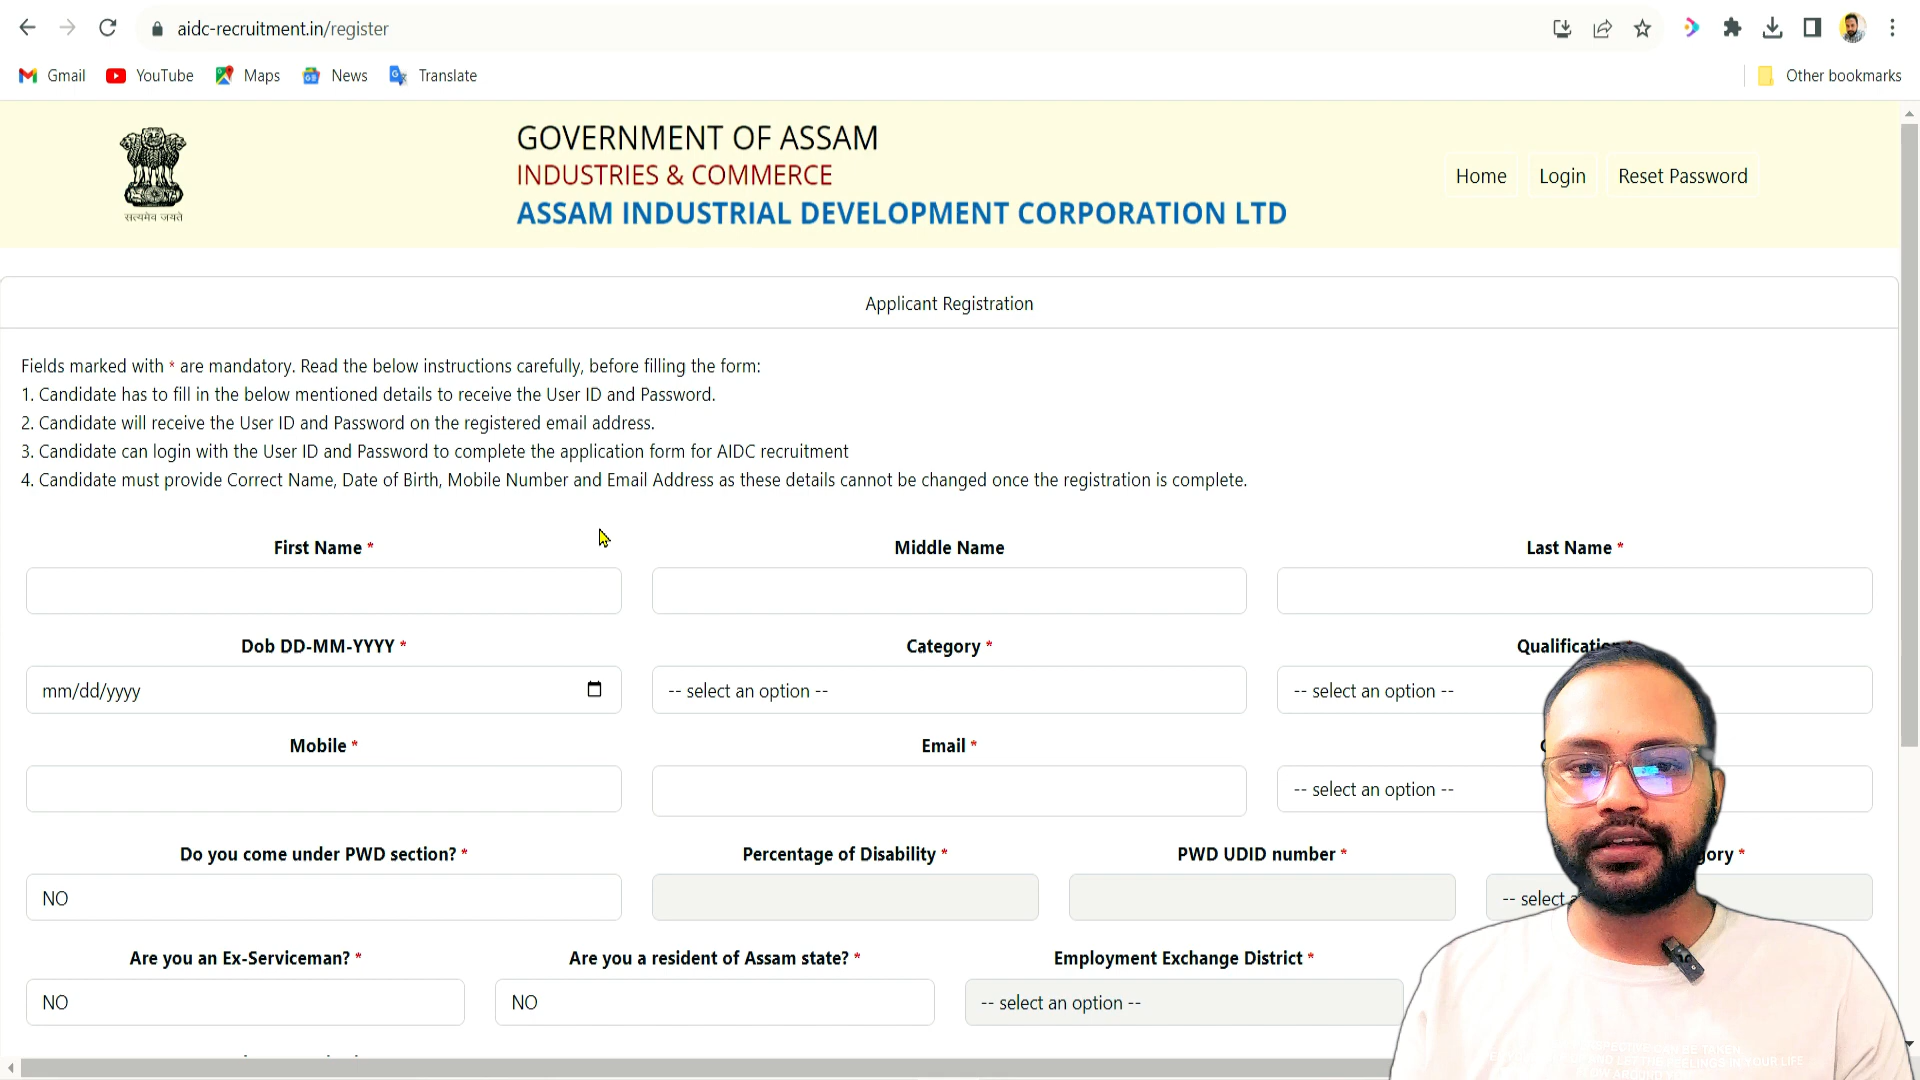 aidc-recruitment.in/register
Gmail YouTube Maps News Translate Other bookmarks
सत्यमेव जयते
GOVERNMENT OF ASSAM
INDUSTRIES & COMMERCE
ASSAM INDUSTRIAL DEVELOPMENT CORPORATION LTD
Home Login Reset Password
Applicant Registration
Fields marked with * are mandatory. Read the below instructions carefully, before filling the form:
1. Candidate has to fill in the below mentioned details to receive the User ID and Password.
2. Candidate will receive the User ID and Password on the registered email address.
3. Candidate can login with the User ID and Password to complete the application form for AIDC recruitment
4. Candidate must provide Correct Name, Date of Birth, Mobile Number and Email Address as these details cannot be changed once the registration is complete.
First Name * Middle Name Last Name *
Dob DD-MM-YYYY * Category * Qualification
mm/dd/yyyy -- select an option -- -- select an option --
Mobile * Email *
-- select an option --
Do you come under PWD section? * Percentage of Disability * PWD UDID number * gory *
NO -- select
Are you an Ex-Serviceman? * Are you a resident of Assam state? * Employment Exchange District *
NO NO -- select an option --